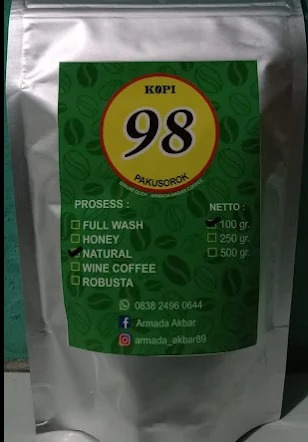 KOPI
98
PAKUSOROK
PROSESS :
FULL WASH
HONEY
NATURAL
WINE COFFEE
ROBUSTA
NETTO :
100 gr.
250 gr.
500 gr.
0838 2496 0644
Armada Akbar
armada_akbar89